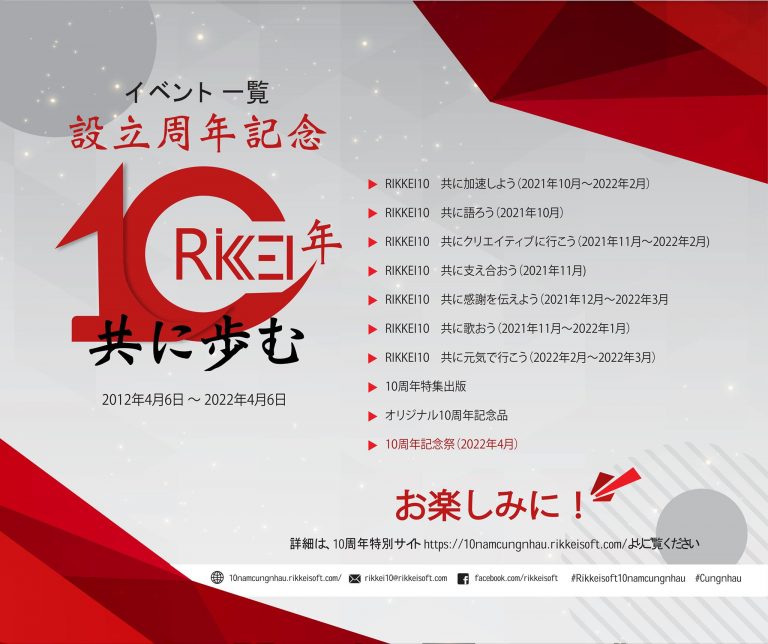 イベント 一覧
設立周年記念
10 RIKKEI 年
共に歩む
2012年4月6日 ～ 2022年4月6日
RIKKEI10 共に加速しよう（2021年10月～2022年2月）
RIKKEI10 共に語ろう（2021年10月）
RIKKEI10 共にクリエイティブに行こう（2021年11月～2022年2月）
RIKKEI10 共に支え合おう（2021年11月）
RIKKEI10 共に感謝を伝えよう（2021年12月～2022年3月
RIKKEI10 共に歌おう（2021年11月～2022年1月）
RIKKEI10 共に元気で行こう（2022年2月～2022年3月）
10周年特集出版
オリジナル10周年記念品
10周年記念祭（2022年4月）
お楽しみに！
詳細は、10周年特別サイト https://10namcungnhau.rikkeisoft.com/ よりご覧ください
10namcungnhau.rikkeisoft.com/ rikkei10@rikkeisoft.com facebook.com/rikkeisoft #Rikkeisoft10namcungnhau #Cungnhau